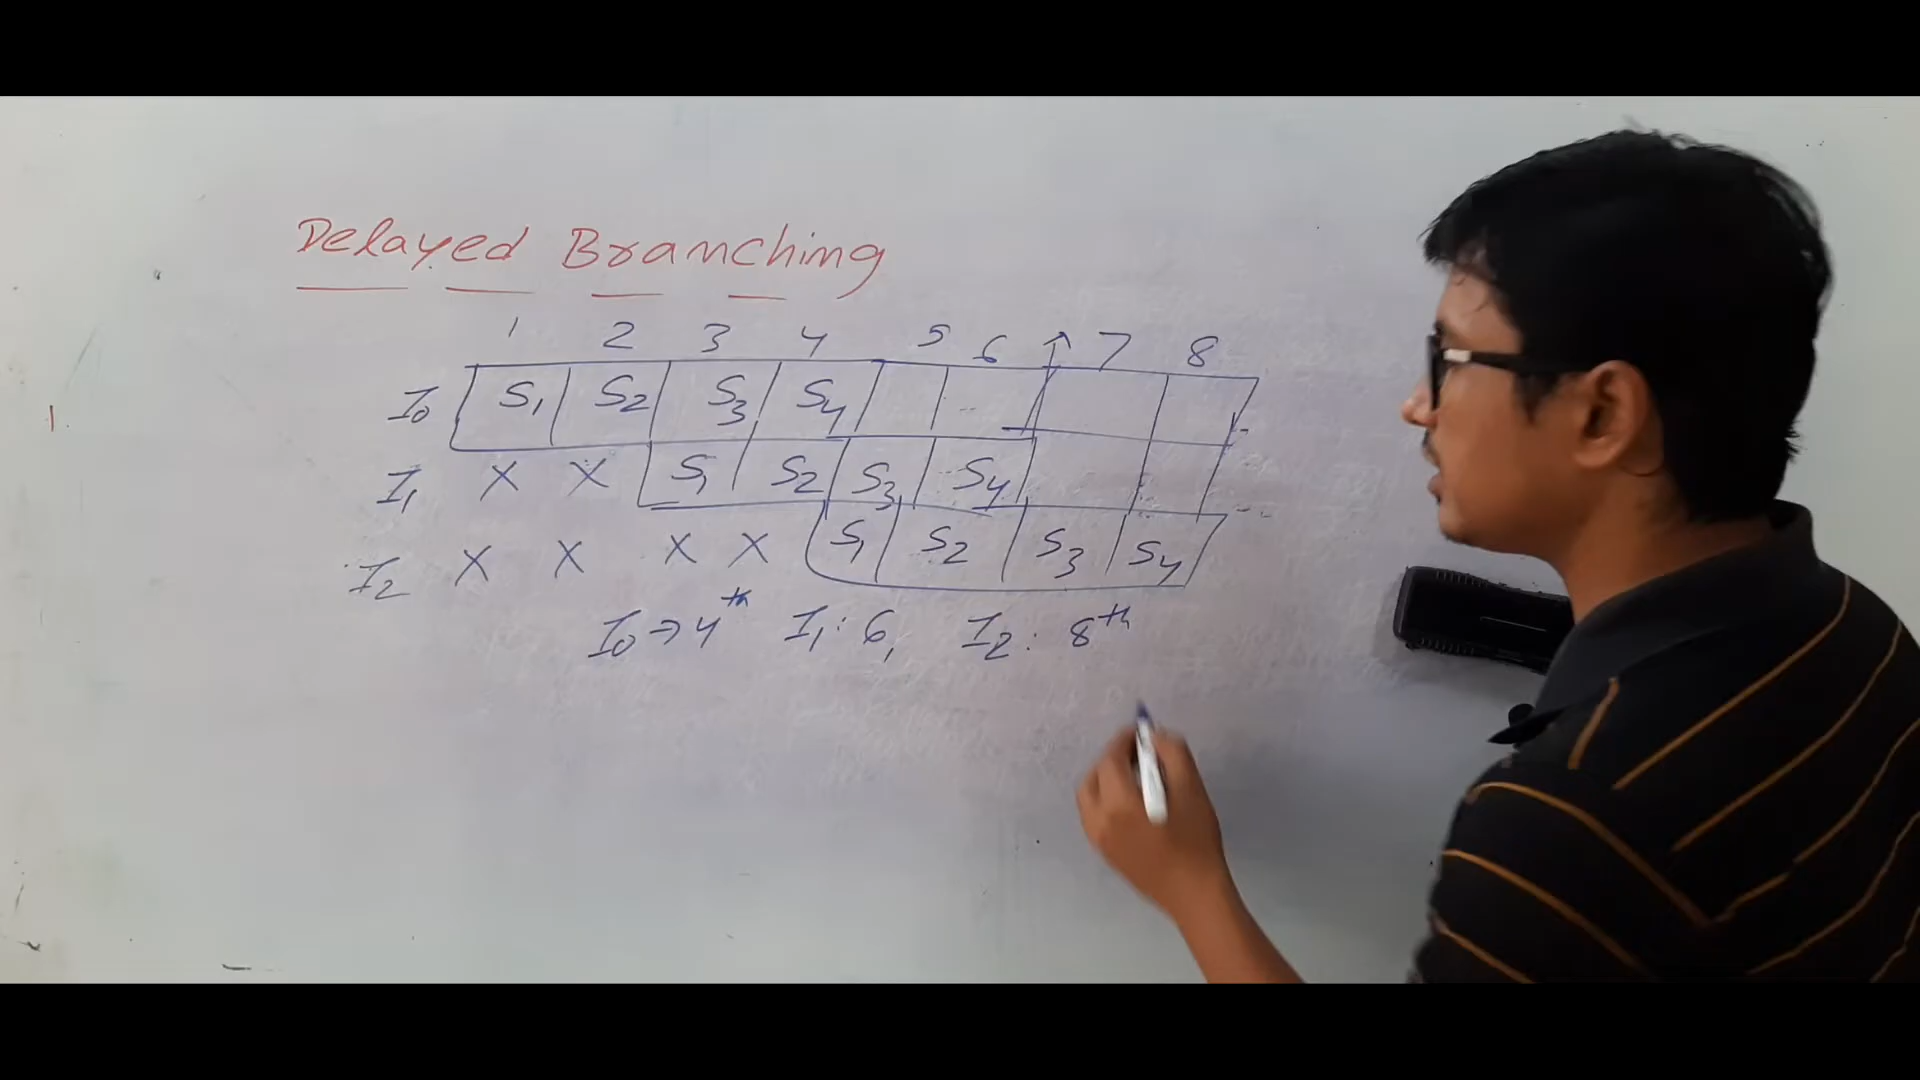 Delayed Branching
1 2 3 4 5 6 7 8
I0 S1 S2 S3 S4
I1 X X S1 S2 S3 S4
I2 X X X X S1 S2 S3 S4
I0 → 4th I1: 6, I2: 8th